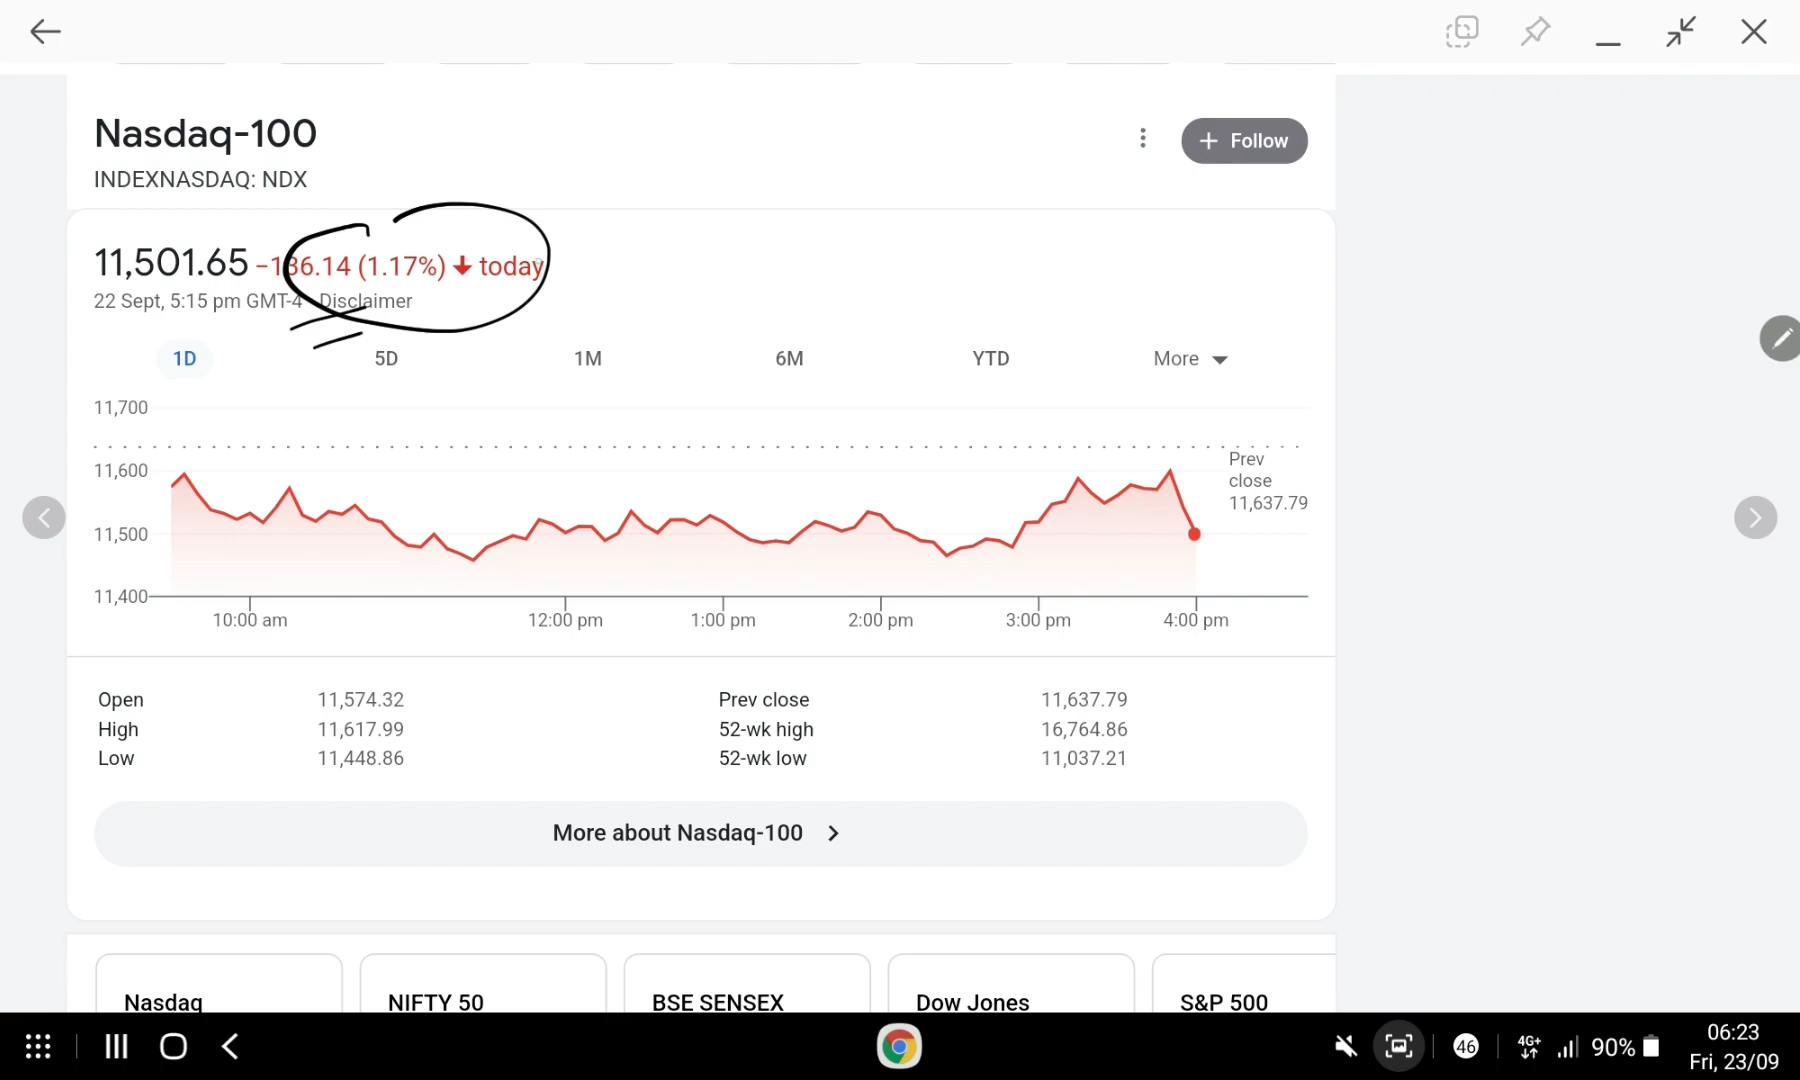 Nasdaq-100
+ Follow
INDEXNASDAQ: NDX
11,501.65 −136.14 (1.17%) ↓ today
22 Sept, 5:15 pm GMT-4 · Disclaimer
1D 5D 1M 6M YTD More
11,700
11,600
11,500
11,400
Prev
close
11,637.79
10:00 am 12:00 pm 1:00 pm 2:00 pm 3:00 pm 4:00 pm
Open 11,574.32 Prev close 11,637.79
High 11,617.99 52-wk high 16,764.86
Low 11,448.86 52-wk low 11,037.21
More about Nasdaq-100 >
Nasdaq NIFTY 50 BSE SENSEX Dow Jones S&P 500
46 4G+ 90% 06:23
Fri, 23/09